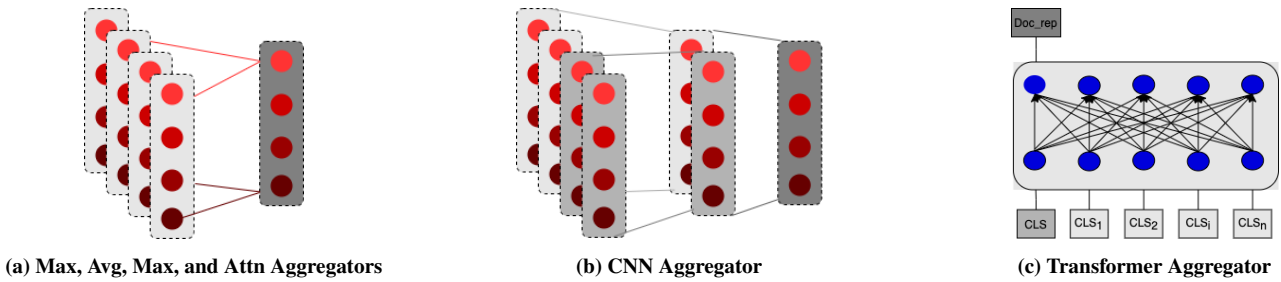 Doc_rep
CLS CLS1 CLS2 CLSi CLSn
(a) Max, Avg, Max, and Attn Aggregators
(b) CNN Aggregator
(c) Transformer Aggregator